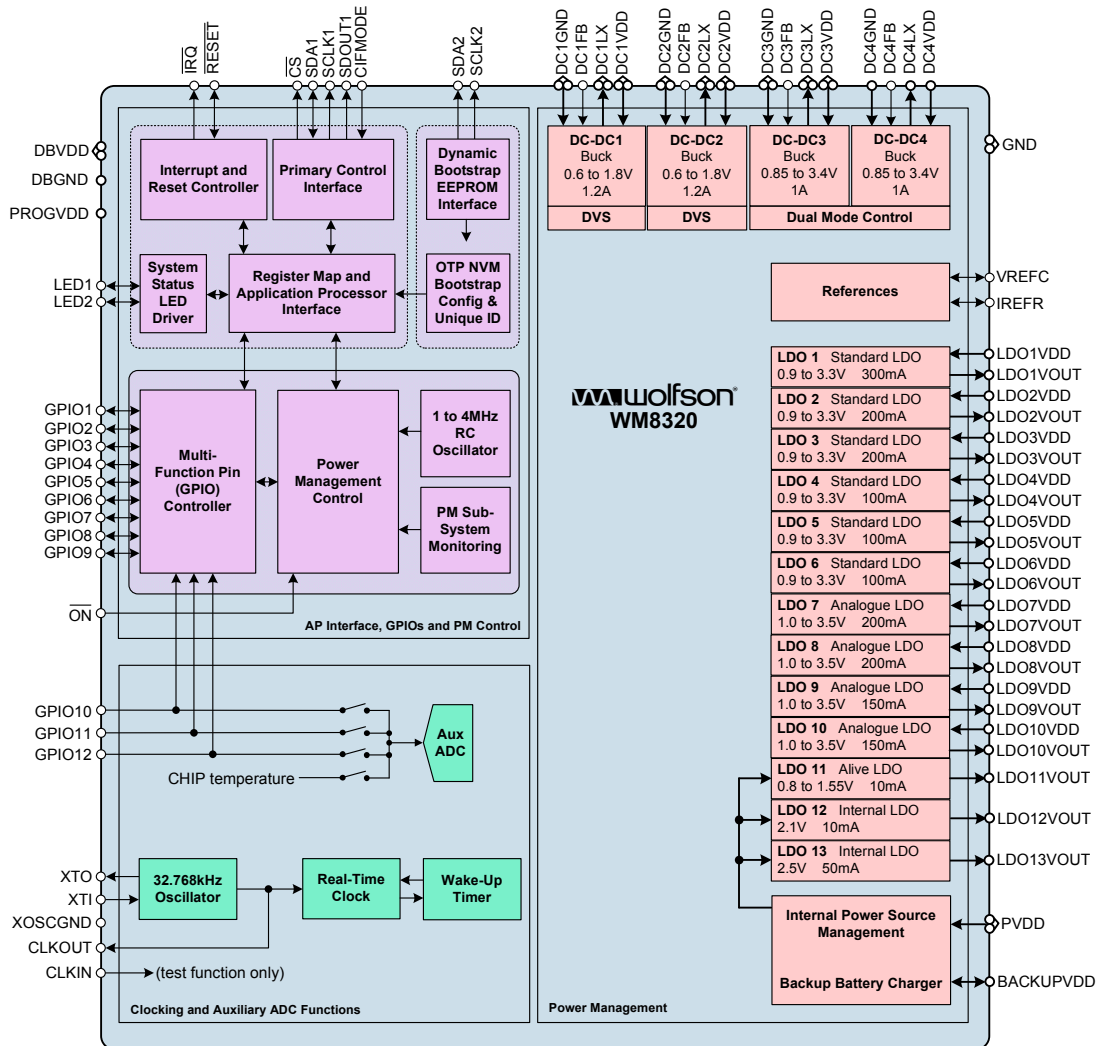 IRQ
RESET
CS
SDA1
SCLK1
SDOUT1
CIFMODE
SDA2
SCLK2
DC1GND
DC1FB
DC1LX
DC1VDD
DC2GND
DC2FB
DC2LX
DC2VDD
DC3GND
DC3FB
DC3LX
DC3VDD
DC4GND
DC4FB
DC4LX
DC4VDD
DBVDD
DBGND
PROGVDD
LED1
LED2
GPIO1
GPIO2
GPIO3
GPIO4
GPIO5
GPIO6
GPIO7
GPIO8
GPIO9
ON
Interrupt and
Reset Controller
Primary Control
Interface
Dynamic
Bootstrap
EEPROM
Interface
System
Status
LED
Driver
Register Map and
Application Processor
Interface
OTP NVM
Bootstrap
Config &
Unique ID
Multi-
Function Pin
(GPIO)
Controller
Power
Management
Control
1 to 4MHz
RC
Oscillator
PM Sub-
System
Monitoring
AP Interface, GPIOs and PM Control
GPIO10
GPIO11
GPIO12
CHIP temperature
Aux
ADC
XTO
XTI
XOSCGND
CLKOUT
CLKIN
32.768kHz
Oscillator
Real-Time
Clock
Wake-Up
Timer
(test function only)
Clocking and Auxiliary ADC Functions
DC-DC1
Buck
0.6 to 1.8V
1.2A
DVS
DC-DC2
Buck
0.6 to 1.8V
1.2A
DVS
DC-DC3
Buck
0.85 to 3.4V
1A
DC-DC4
Buck
0.85 to 3.4V
1A
Dual Mode Control
References
wolfson®
WM8320
LDO 1 Standard LDO
0.9 to 3.3V 300mA
LDO 2 Standard LDO
0.9 to 3.3V 200mA
LDO 3 Standard LDO
0.9 to 3.3V 200mA
LDO 4 Standard LDO
0.9 to 3.3V 100mA
LDO 5 Standard LDO
0.9 to 3.3V 100mA
LDO 6 Standard LDO
0.9 to 3.3V 100mA
LDO 7 Analogue LDO
1.0 to 3.5V 200mA
LDO 8 Analogue LDO
1.0 to 3.5V 200mA
LDO 9 Analogue LDO
1.0 to 3.5V 150mA
LDO 10 Analogue LDO
1.0 to 3.5V 150mA
LDO 11 Alive LDO
0.8 to 1.55V 10mA
LDO 12 Internal LDO
2.1V 10mA
LDO 13 Internal LDO
2.5V 50mA
Internal Power Source
Management
Backup Battery Charger
Power Management
GND
VREFC
IREFR
LDO1VDD
LDO1VOUT
LDO2VDD
LDO2VOUT
LDO3VDD
LDO3VOUT
LDO4VDD
LDO4VOUT
LDO5VDD
LDO5VOUT
LDO6VDD
LDO6VOUT
LDO7VDD
LDO7VOUT
LDO8VDD
LDO8VOUT
LDO9VDD
LDO9VOUT
LDO10VDD
LDO10VOUT
LDO11VOUT
LDO12VOUT
LDO13VOUT
PVDD
BACKUPVDD